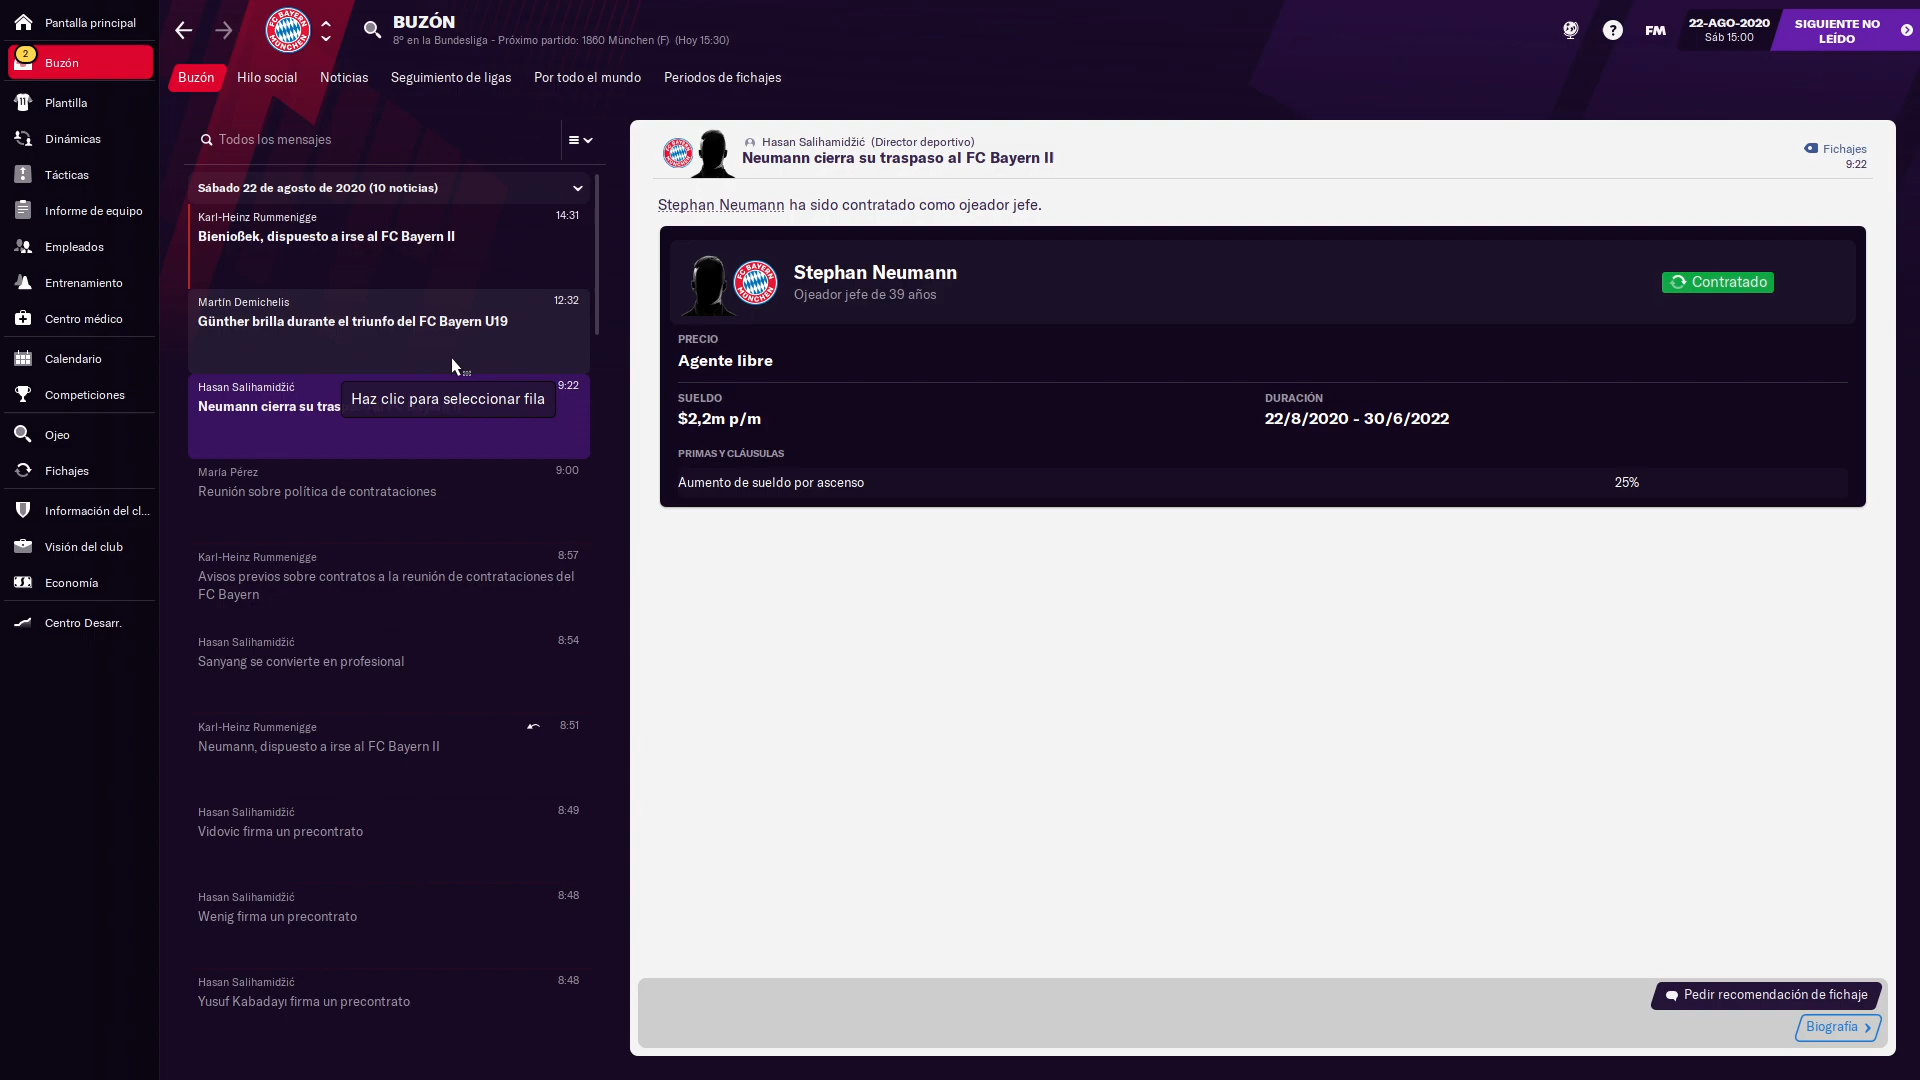 Pantalla principal
2
Buzón
Plantilla
Dinámicas
Tácticas
Informe de equipo
Empleados
Entrenamiento
Centro médico
Calendario
Competiciones
Ojeo
Fichajes
Información del cl...
Visión del club
Economía
Centro Desarr.
BUZÓN
8º en la Bundesliga - Próximo partido: 1860 München (F) (Hoy 15:30)
FM
22-AGO-2020
Sáb 15:00
SIGUIENTE NO
LEÍDO
Buzón Hilo social Noticias Seguimiento de ligas Por todo el mundo Periodos de fichajes
Todos los mensajes
Sábado 22 de agosto de 2020 (10 noticias)
Karl-Heinz Rummenigge 14:31
Bienioßek, dispuesto a irse al FC Bayern II
Martín Demichelis 12:32
Günther brilla durante el triunfo del FC Bayern U19
Hasan Salihamidžić 9:22
Neumann cierra su tras
Haz clic para seleccionar fila
María Pérez 9:00
Reunión sobre política de contrataciones
Karl-Heinz Rummenigge 8:57
Avisos previos sobre contratos a la reunión de contrataciones del
FC Bayern
Hasan Salihamidžić 8:54
Sanyang se convierte en profesional
Karl-Heinz Rummenigge 8:51
Neumann, dispuesto a irse al FC Bayern II
Hasan Salihamidžić 8:49
Vidovic firma un precontrato
Hasan Salihamidžić 8:48
Wenig firma un precontrato
Hasan Salihamidžić 8:48
Yusuf Kabadayı firma un precontrato
Hasan Salihamidžić (Director deportivo)
Neumann cierra su traspaso al FC Bayern II
Fichajes
9:22
Stephan Neumann ha sido contratado como ojeador jefe.
FC BAYERN
MÜNCHEN
Stephan Neumann
Ojeador jefe de 39 años
Contratado
PRECIO
Agente libre
SUELDO
$2,2m p/m
DURACIÓN
22/8/2020 - 30/6/2022
PRIMAS Y CLÁUSULAS
Aumento de sueldo por ascenso 25%
Pedir recomendación de fichaje
Biografía